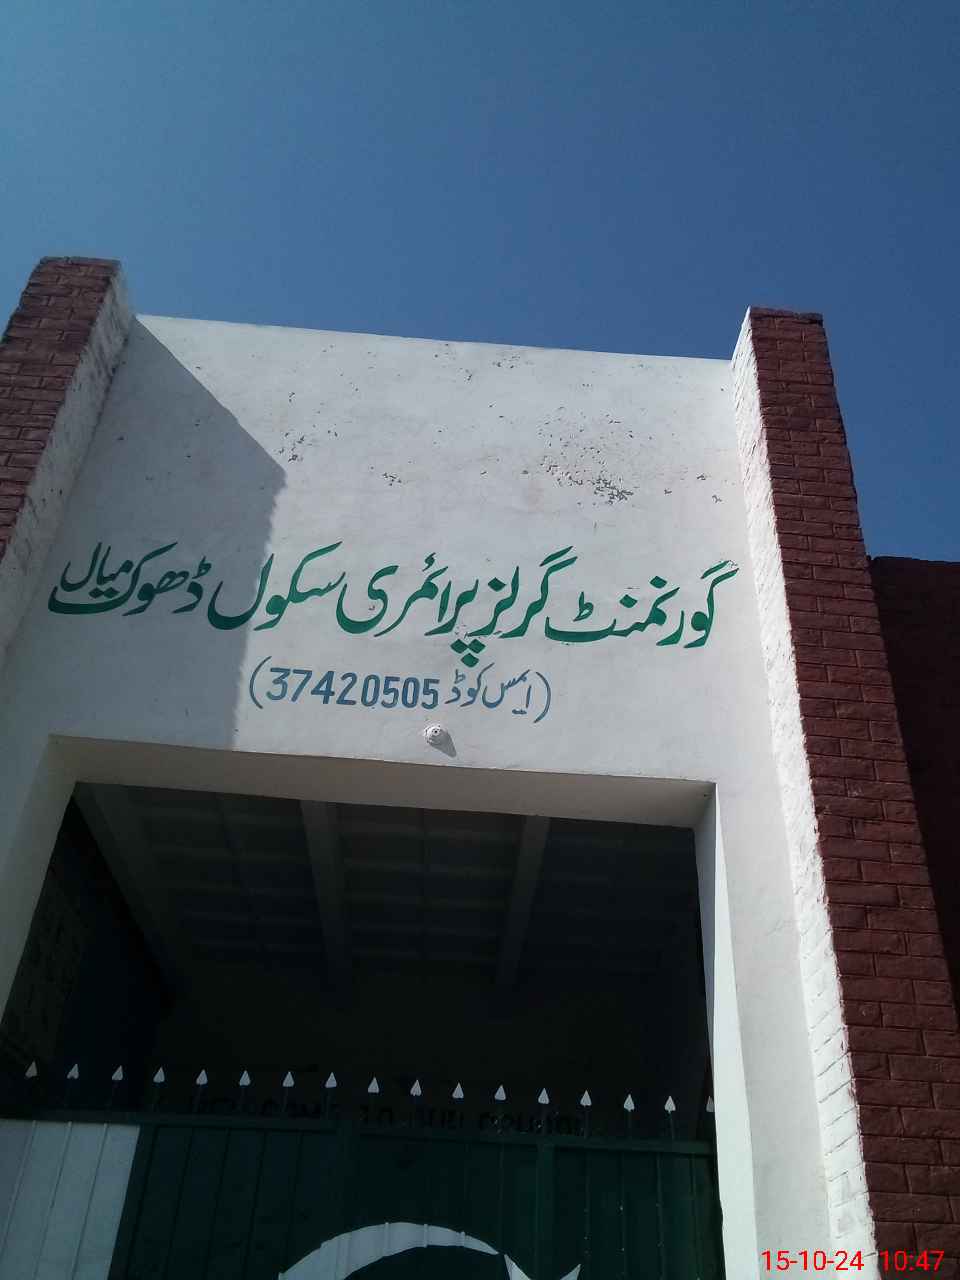 گورنمنٹ گرلز پرائمری سکول ڈھوک میال
(ایمس کوڈ 37420505)
15-10-24 10:47